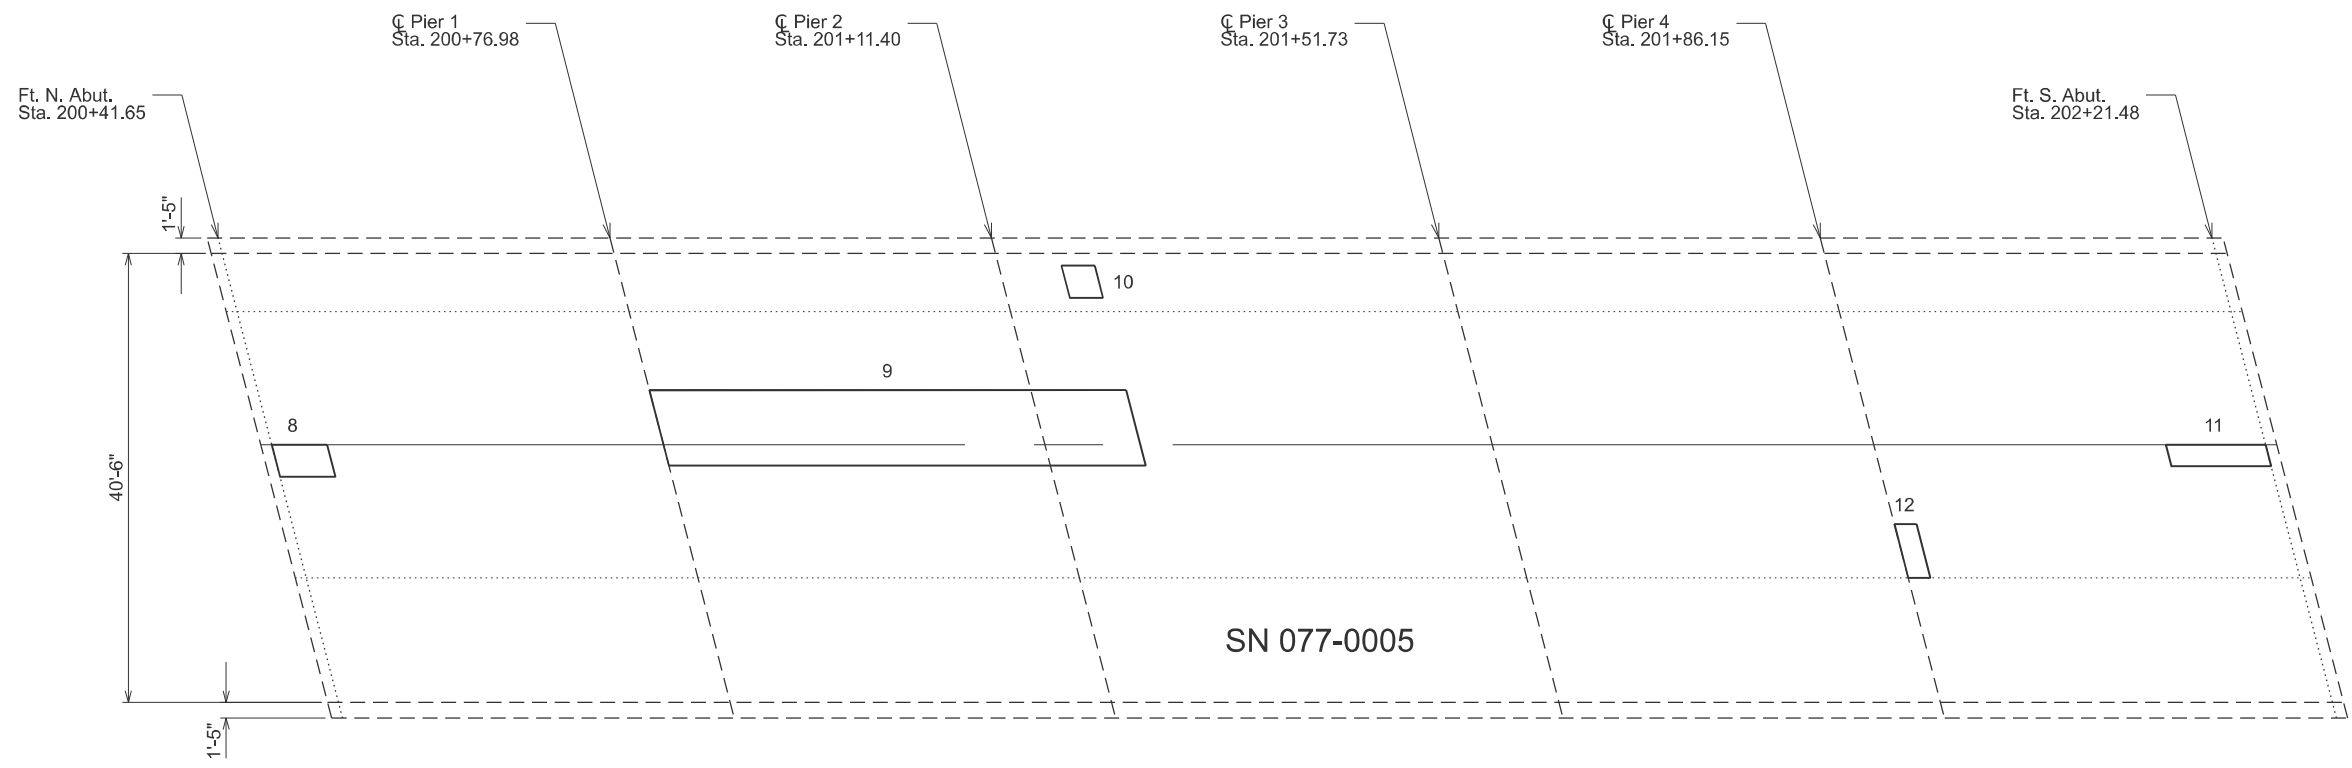 ℄ Pier 1
Sta. 200+76.98
℄ Pier 2
Sta. 201+11.40
℄ Pier 3
Sta. 201+51.73
℄ Pier 4
Sta. 201+86.15
Ft. N. Abut.
Sta. 200+41.65
Ft. S. Abut.
Sta. 202+21.48
1'-5"
10
9
8
11
40'-6"
12
SN 077-0005
1'-5"